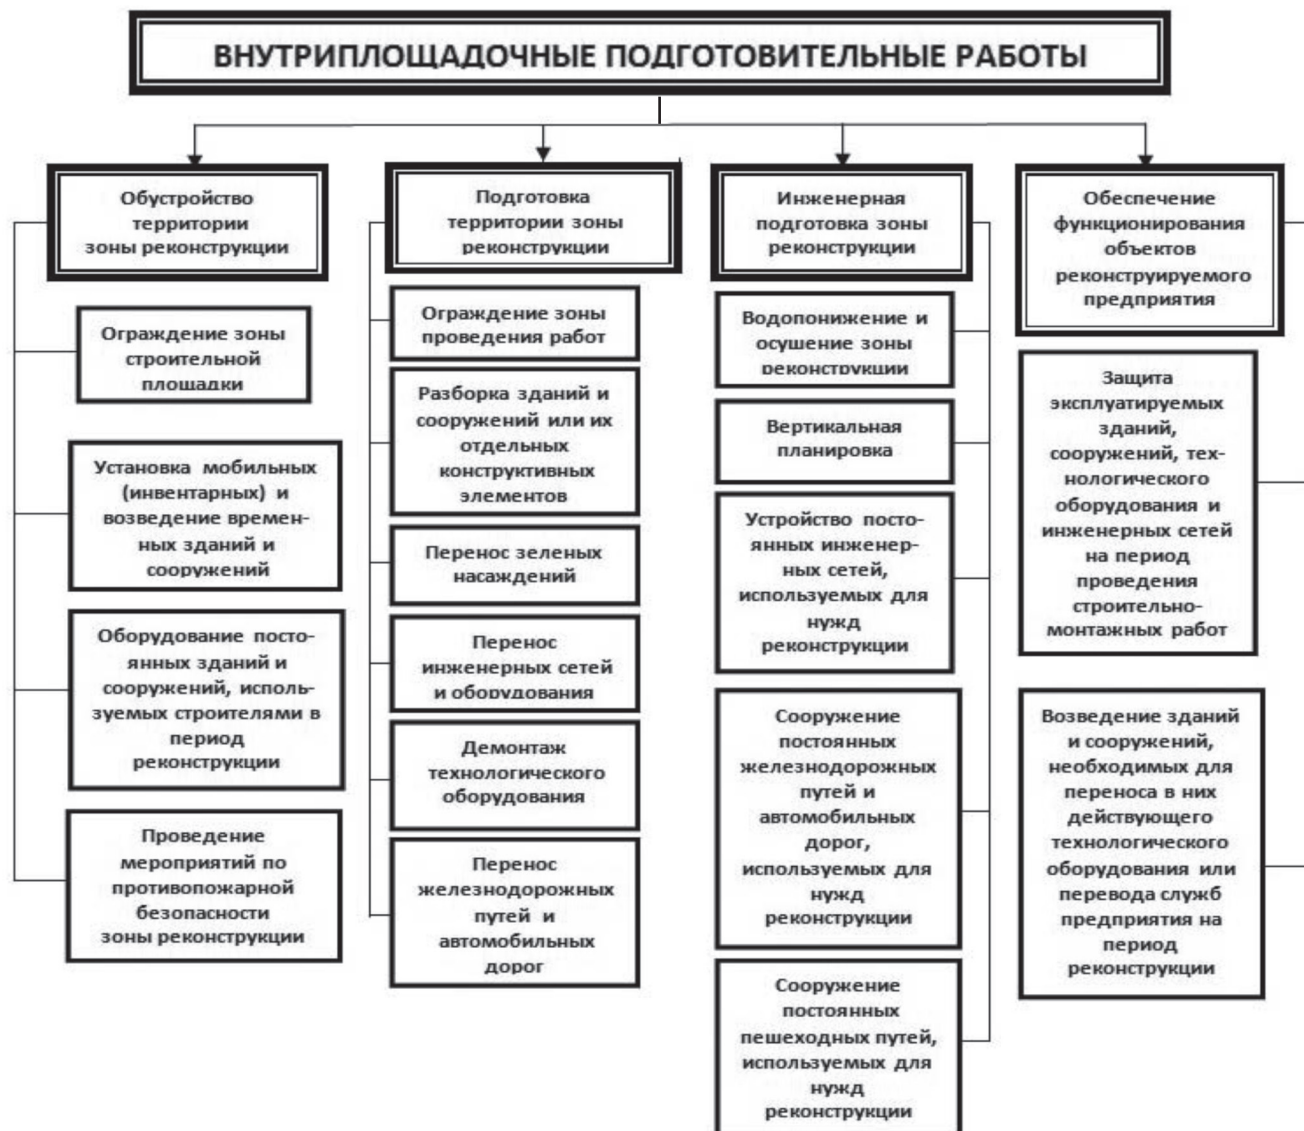 ВНУТРИПЛОЩАДОЧНЫЕ ПОДГОТОВИТЕЛЬНЫЕ РАБОТЫ
Обустройство
территории
зоны реконструкции
Ограждение зоны
строительной
площадки
Установка мобильных
(инвентарных) и
возведение времен-
ных зданий и
сооружений
Оборудование посто-
янных зданий и
сооружений, исполь-
зуемых строителями в
период
реконструкции
Проведение
мероприятий по
противопожарной
безопасности
зоны реконструкции
Подготовка
территории зоны
реконструкции
Ограждение зоны
проведения работ
Разборка зданий и
сооружений или их
отдельных
конструктивных
элементов
Перенос зеленых
насаждений
Перенос
инженерных сетей
и оборудования
Демонтаж
технологического
оборудования
Перенос
железнодорожных
путей и
автомобильных
дорог
Инженерная
подготовка зоны
реконструкции
Водопонижение и
осушение зоны
реконструкции
Вертикальная
планировка
Устройство посто-
янных инженер-
ных сетей,
используемых для
нужд
реконструкции
Сооружение
постоянных
железнодорожных
путей и
автомобильных
дорог,
используемых для
нужд
реконструкции
Сооружение
постоянных
пешеходных путей,
используемых для
нужд
реконструкции
Обеспечение
функционирования
объектов
реконструируемого
предприятия
Защита
эксплуатируемых
зданий,
сооружений, тех-
нологического
оборудования и
инженерных сетей
на период
проведения
строительно-
монтажных работ
Возведение зданий
и сооружений,
необходимых для
переноса в них
действующего
технологического
оборудования или
перевода служб
предприятия на
период
реконструкции